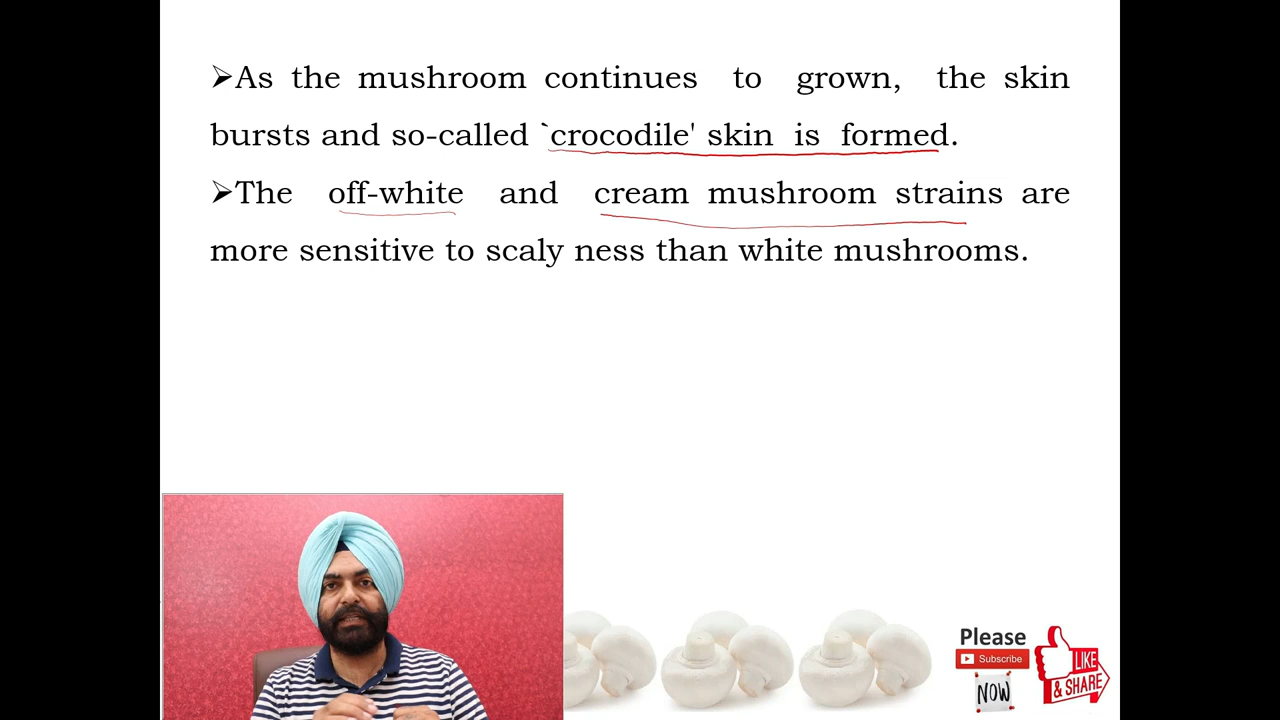 ➢As the mushroom continues to grown, the skin
bursts and so-called `crocodile' skin is formed.
➢The off-white and cream mushroom strains are
more sensitive to scaly ness than white mushrooms.
Please
Subscribe
NOW
LIKE
& SHARE